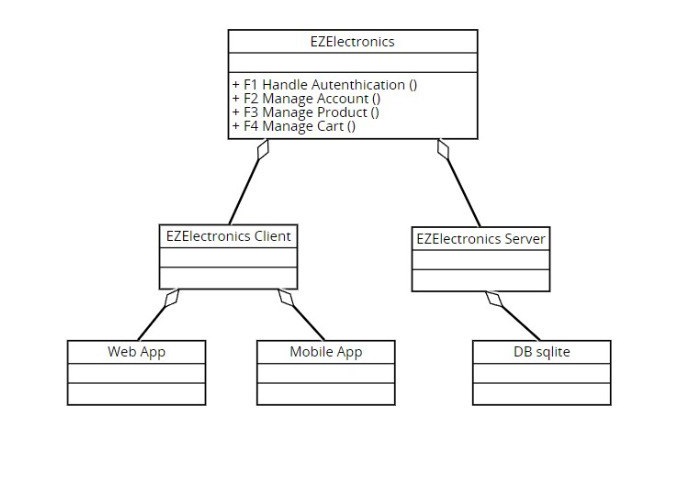 EZElectronics
+ F1 Handle Autenthication ()
+ F2 Manage Account ()
+ F3 Manage Product ()
+ F4 Manage Cart ()
EZElectronics Client
EZElectronics Server
Web App
Mobile App
DB sqlite